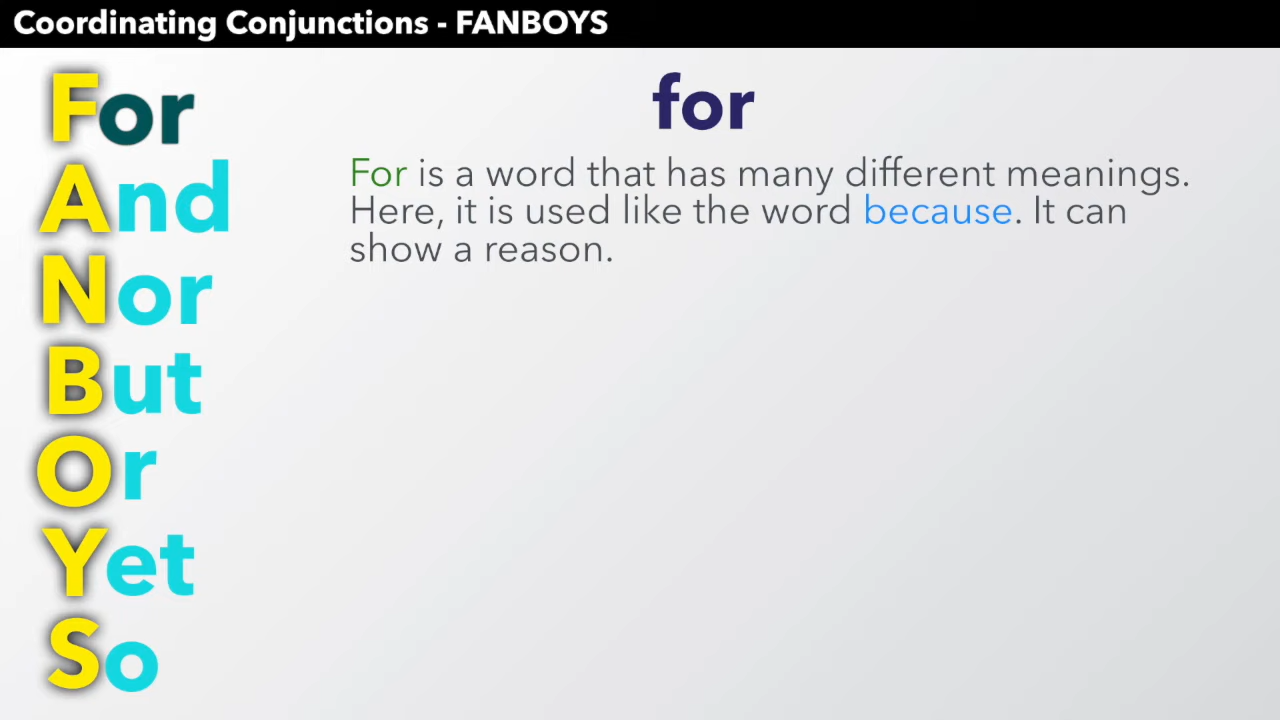 Coordinating Conjunctions - FANBOYS
For
And
Nor
But
Or
Yet
So
for
For is a word that has many different meanings.
Here, it is used like the word because. It can
show a reason.